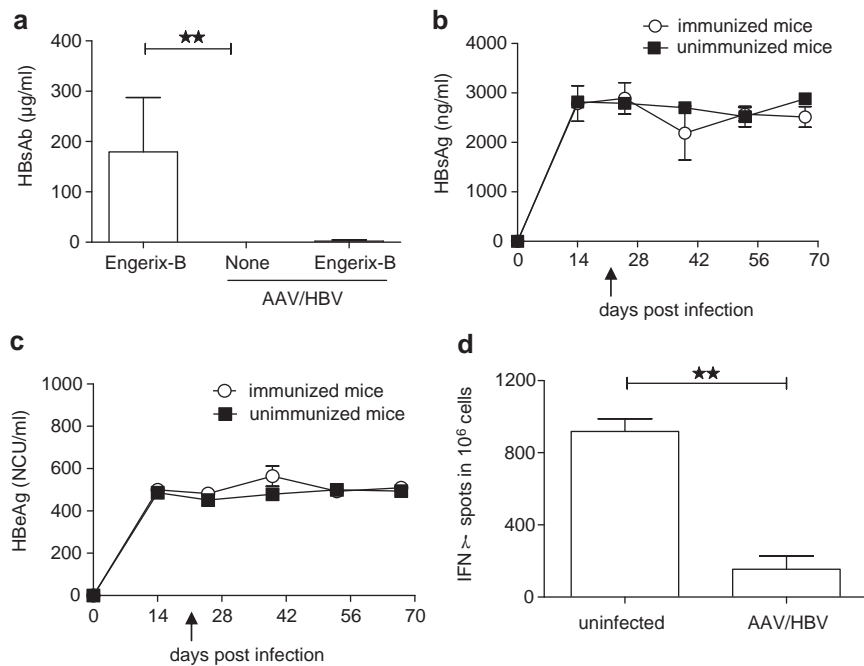 a
★★
400
300
200
100
0
HBsAb (µg/ml)
Engerix-B None Engerix-B
AAV/HBV
b
immunized mice
unimmunized mice
4000
3000
2000
1000
0
HBsAg (ng/ml)
0 14 28 42 56 70
days post infection
c
immunized mice
unimmunized mice
1000
800
600
400
200
0
HBeAg (NCU/ml)
0 14 28 42 56 70
days post infection
d
★★
1200
800
400
0
IFN γ- spots in 10⁶ cells
uninfected AAV/HBV